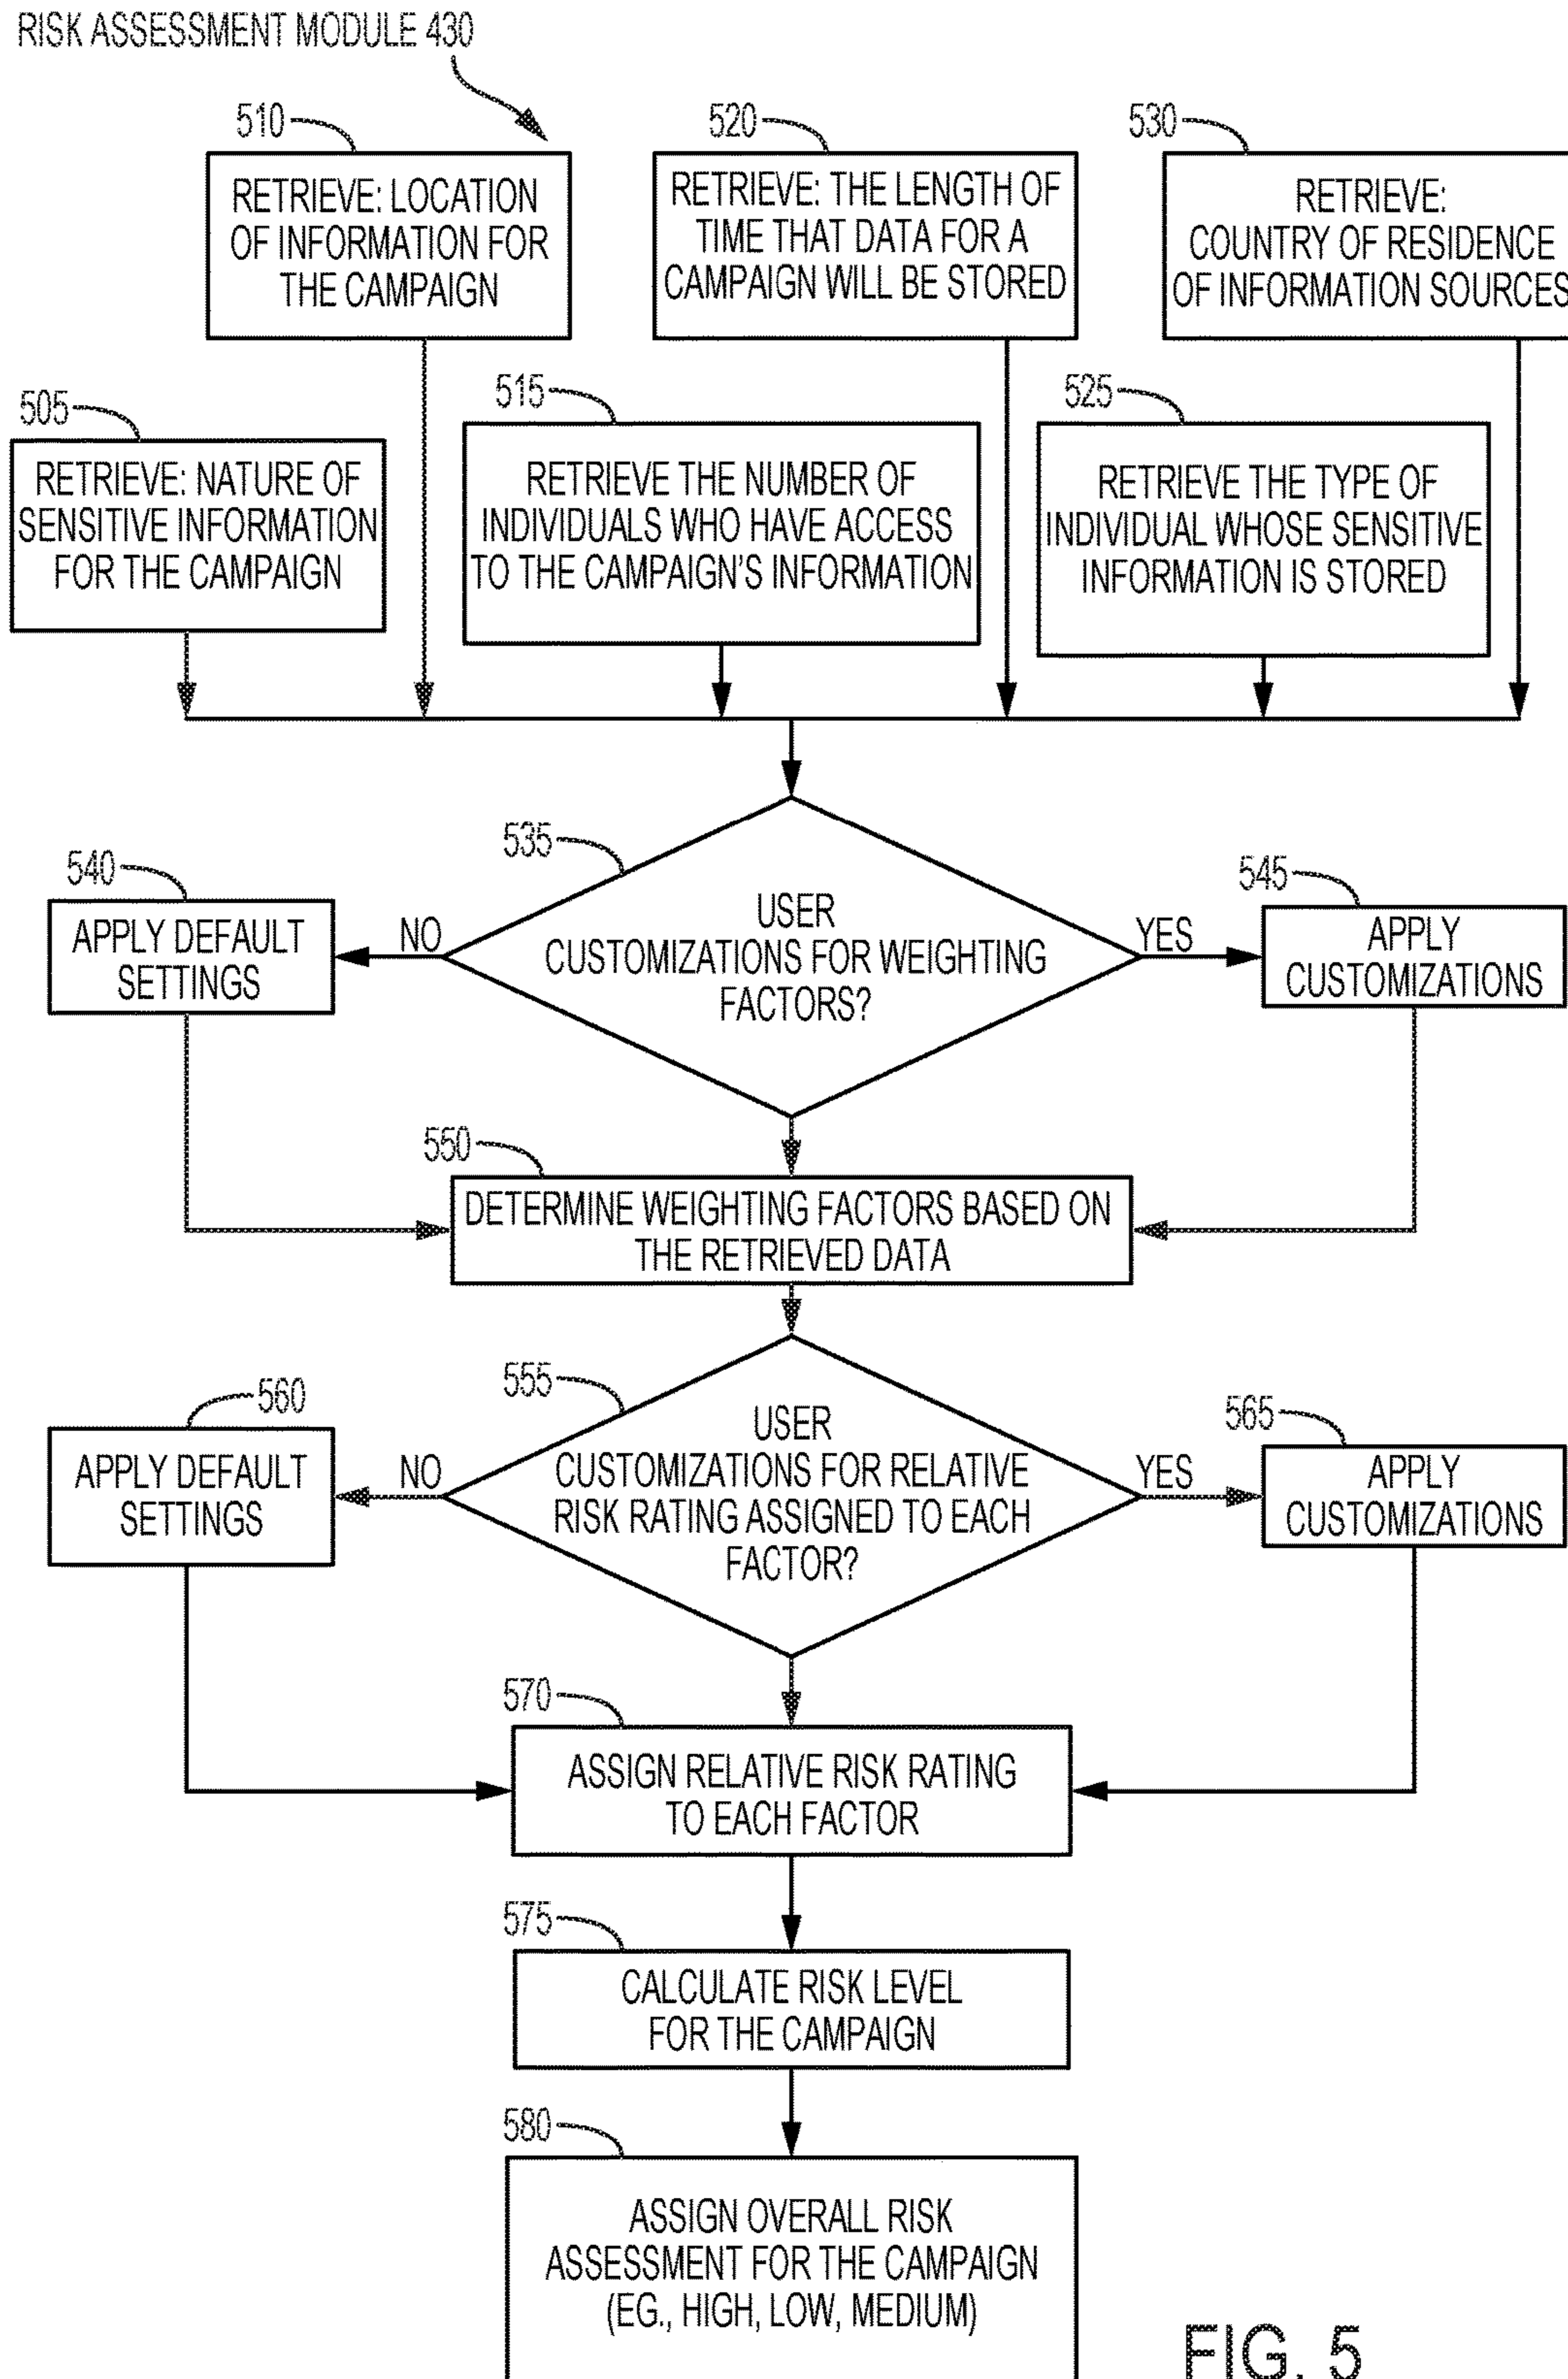 RISK ASSESSMENT MODULE 430
510
RETRIEVE: LOCATION
OF INFORMATION FOR
THE CAMPAIGN
520
RETRIEVE: THE LENGTH OF
TIME THAT DATA FOR A
CAMPAIGN WILL BE STORED
530
RETRIEVE:
COUNTRY OF RESIDENCE
OF INFORMATION SOURCES
505
RETRIEVE: NATURE OF
SENSITIVE INFORMATION
FOR THE CAMPAIGN
515
RETRIEVE THE NUMBER OF
INDIVIDUALS WHO HAVE ACCESS
TO THE CAMPAIGN'S INFORMATION
525
RETRIEVE THE TYPE OF
INDIVIDUAL WHOSE SENSITIVE
INFORMATION IS STORED
535
USER
CUSTOMIZATIONS FOR WEIGHTING
FACTORS?
NO
YES
540
APPLY DEFAULT
SETTINGS
545
APPLY
CUSTOMIZATIONS
550
DETERMINE WEIGHTING FACTORS BASED ON
THE RETRIEVED DATA
555
USER
CUSTOMIZATIONS FOR RELATIVE
RISK RATING ASSIGNED TO EACH
FACTOR?
NO
YES
560
APPLY DEFAULT
SETTINGS
565
APPLY
CUSTOMIZATIONS
570
ASSIGN RELATIVE RISK RATING
TO EACH FACTOR
575
CALCULATE RISK LEVEL
FOR THE CAMPAIGN
580
ASSIGN OVERALL RISK
ASSESSMENT FOR THE CAMPAIGN
(EG., HIGH, LOW, MEDIUM)
FIG. 5